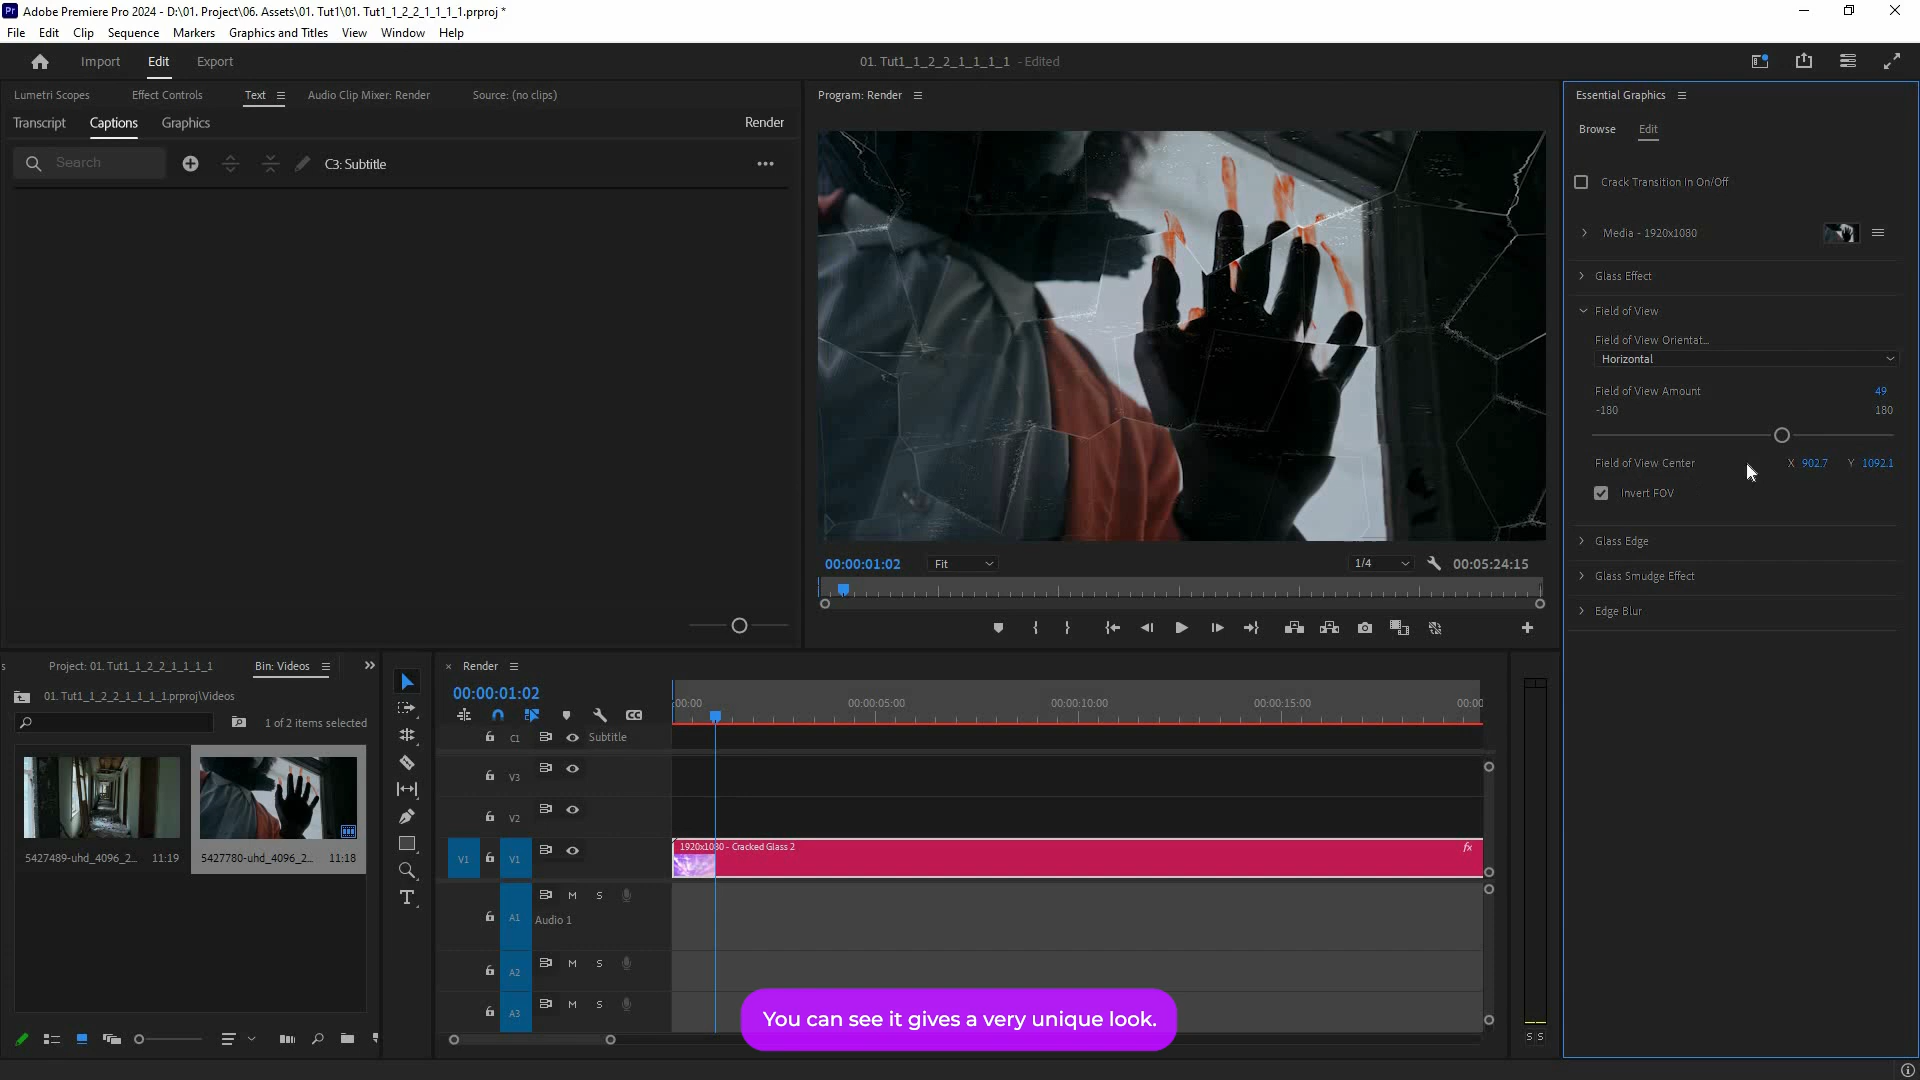 Pr Adobe Premiere Pro 2024 - D:\01. Project\06. Assets\01. Tut1\01. Tut1_1_2_2_1_1_1_1.prproj *
File Edit Clip Sequence Markers Graphics and Titles View Window Help
Import Edit Export
01. Tut1_1_2_2_1_1_1_1 - Edited
Lumetri Scopes Effect Controls Text Audio Clip Mixer: Render Source: (no clips)
Transcript Captions Graphics Render
Search C3: Subtitle
Program: Render
00:00:01:02 Fit 1/4 00:05:24:15
Essential Graphics
Browse Edit
Crack Transition In On/Off
Media - 1920x1080
Glass Effect
Field of View
Field of View Orientat...
Horizontal
Field of View Amount 49
-180 180
Field of View Center X 902.7 Y 1092.1
Invert FOV
Glass Edge
Glass Smudge Effect
Edge Blur
s Project: 01. Tut1_1_2_2_1_1_1_1 Bin: Videos
01. Tut1_1_2_2_1_1_1_1.prproj\Videos
1 of 2 items selected
5427489-uhd_4096_2... 11:19 5427780-uhd_4096_2... 11:18
× Render
00:00:01:02
:00:00 00:00:05:00 00:00:10:00 00:00:15:00 00:00
CC
C1 Subtitle
V3
V2
V1 V1
1920x1080 - Cracked Glass 2 fx
A1 M S
Audio 1
A2 M S
A3 M S
S S
You can see it gives a very unique look.